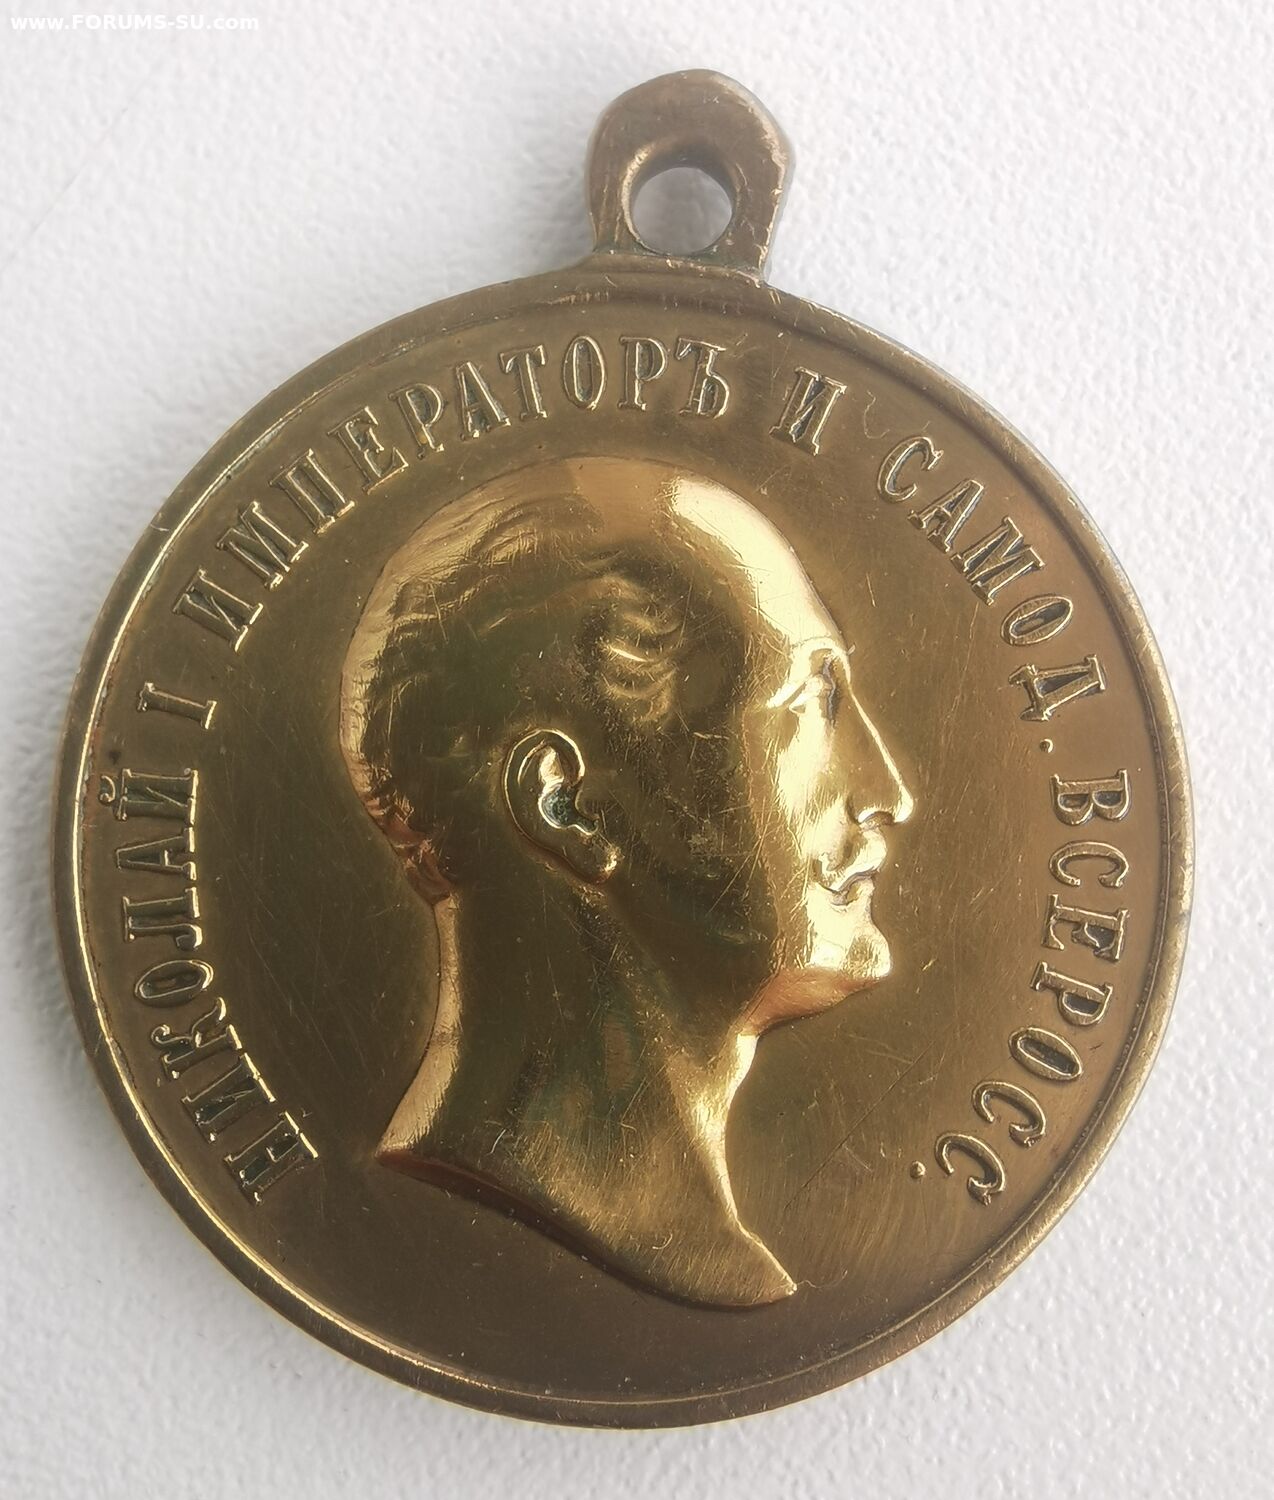 www.FORUMS-SU.com
НИКОЛАЙ I ИМПЕРАТОРЪ И САМОД. ВСЕРОСС.